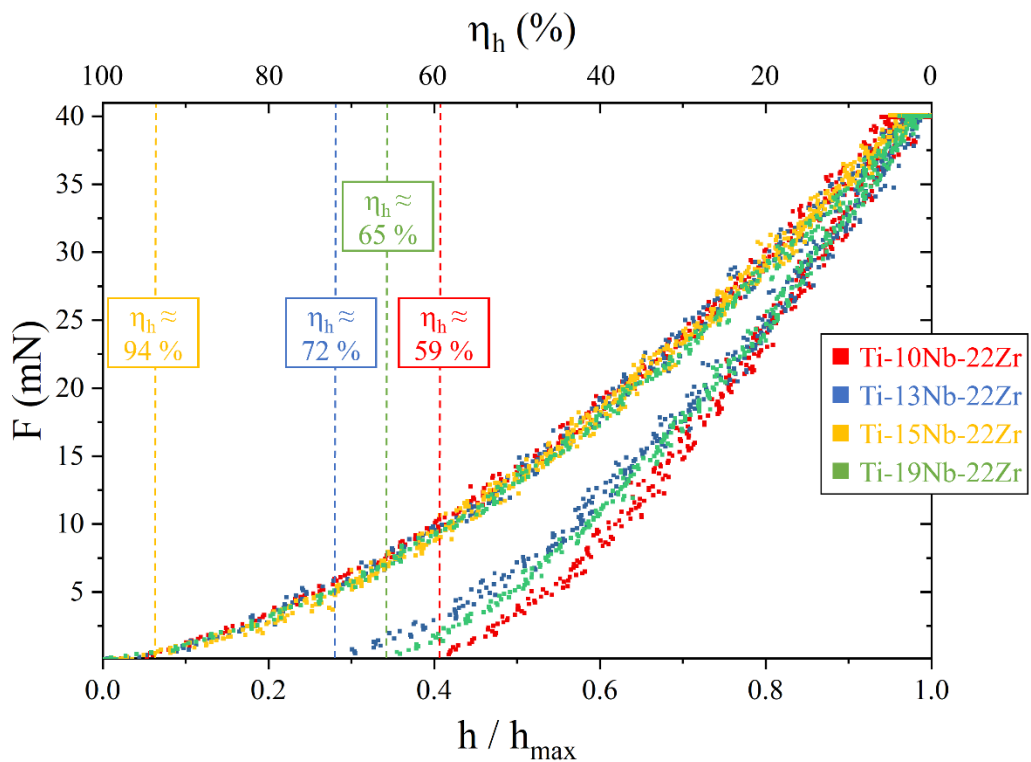 η_h (%)
100 80 60 40 20 0
40
35
30
25
20
15
10
5
F (mN)
η_h ≈
65 %
η_h ≈
94 %
η_h ≈
72 %
η_h ≈
59 %
Ti-10Nb-22Zr
Ti-13Nb-22Zr
Ti-15Nb-22Zr
Ti-19Nb-22Zr
0.0 0.2 0.4 0.6 0.8 1.0
h / h_max